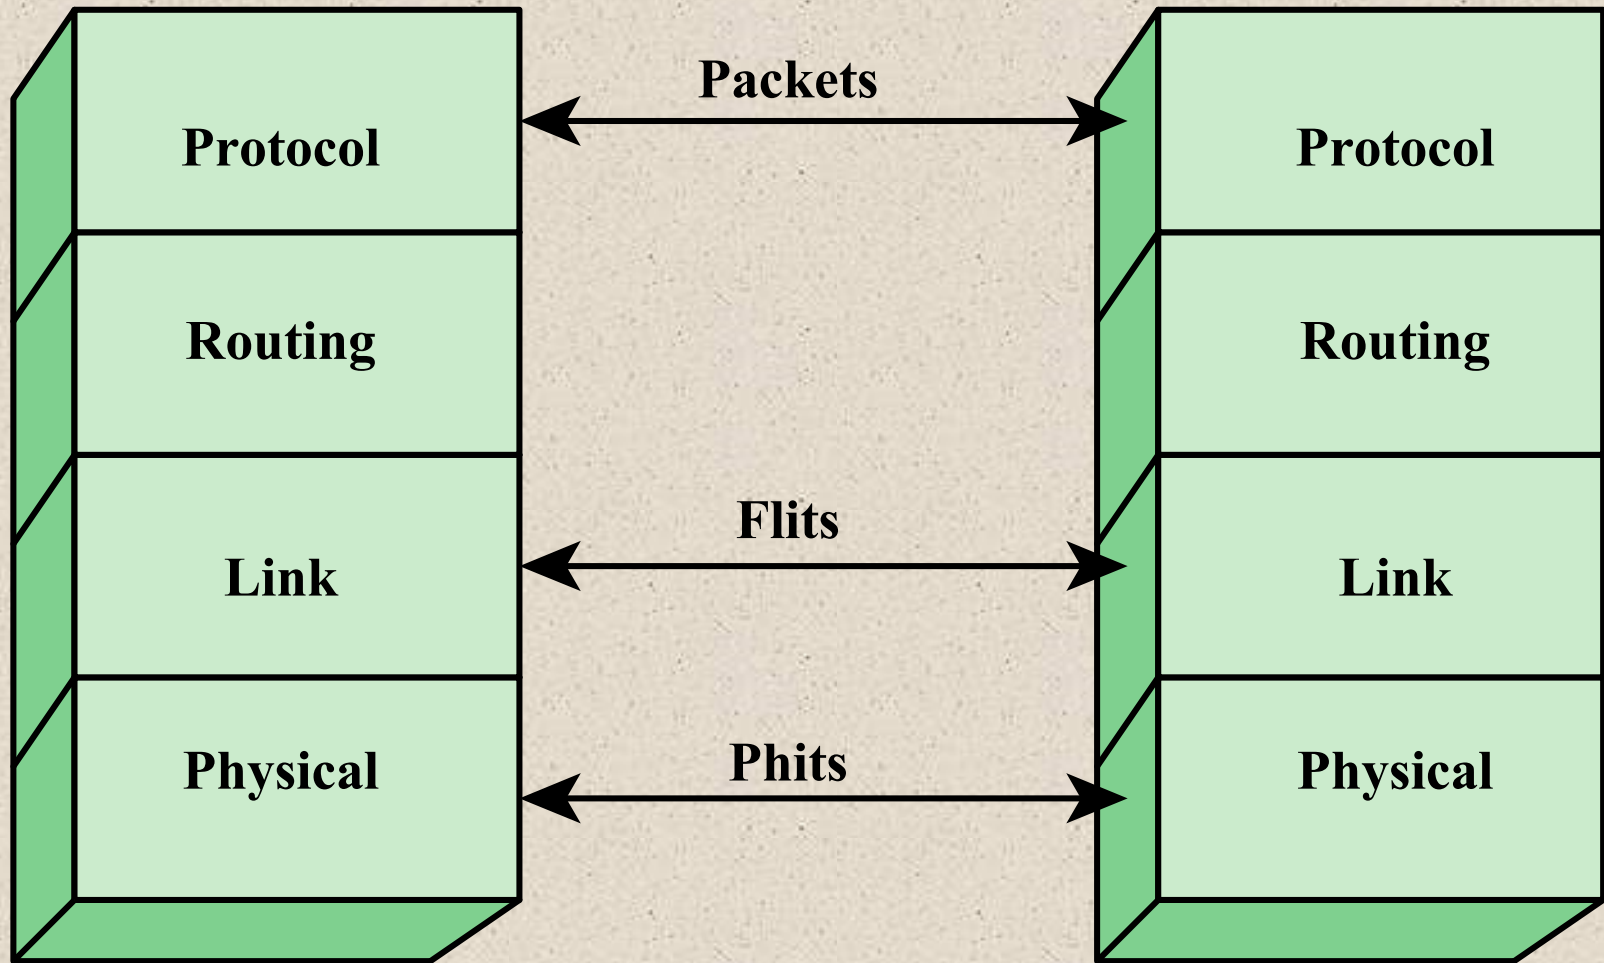 Packets
Protocol
Protocol
Routing
Routing
Flits
Link
Link
Phits
Physical
Physical